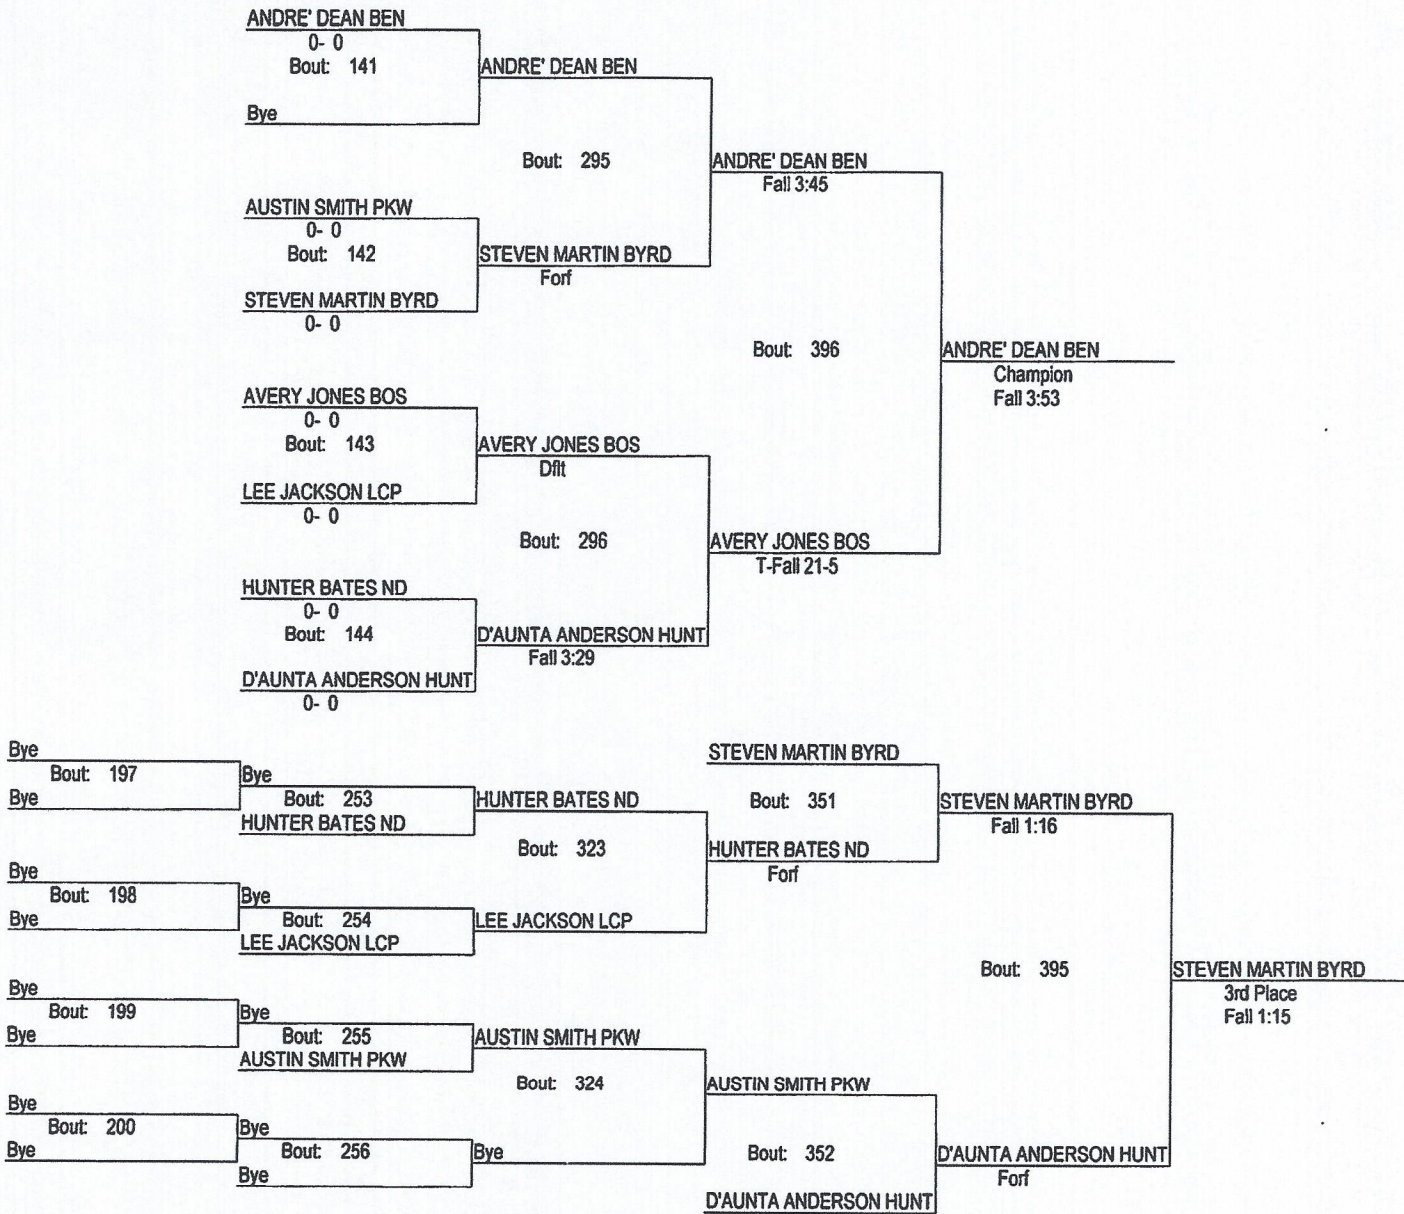 ANDRE' DEAN BEN
0- 0
Bout: 141
ANDRE' DEAN BEN
Bye
Bout: 295
ANDRE' DEAN BEN
Fall 3:45
AUSTIN SMITH PKW
0- 0
Bout: 142
STEVEN MARTIN BYRD
Forf
STEVEN MARTIN BYRD
0- 0
Bout: 396
ANDRE' DEAN BEN
Champion
Fall 3:53
AVERY JONES BOS
0- 0
Bout: 143
AVERY JONES BOS
Dflt
LEE JACKSON LCP
0- 0
Bout: 296
AVERY JONES BOS
T-Fall 21-5
HUNTER BATES ND
0- 0
Bout: 144
D'AUNTA ANDERSON HUNT
Fall 3:29
D'AUNTA ANDERSON HUNT
0- 0
Bye
Bout: 197
Bye
Bye
Bout: 253
HUNTER BATES ND
HUNTER BATES ND
STEVEN MARTIN BYRD
Bout: 351
STEVEN MARTIN BYRD
Fall 1:16
Bout: 323
HUNTER BATES ND
Forf
Bye
Bout: 198
Bye
Bye
Bout: 254
LEE JACKSON LCP
LEE JACKSON LCP
Bout: 395
STEVEN MARTIN BYRD
3rd Place
Fall 1:15
Bye
Bout: 199
Bye
Bye
Bout: 255
AUSTIN SMITH PKW
AUSTIN SMITH PKW
Bout: 324
AUSTIN SMITH PKW
Bye
Bout: 200
Bye
Bye
Bout: 256
Bye
Bye
Bout: 352
D'AUNTA ANDERSON HUNT
Forf
D'AUNTA ANDERSON HUNT